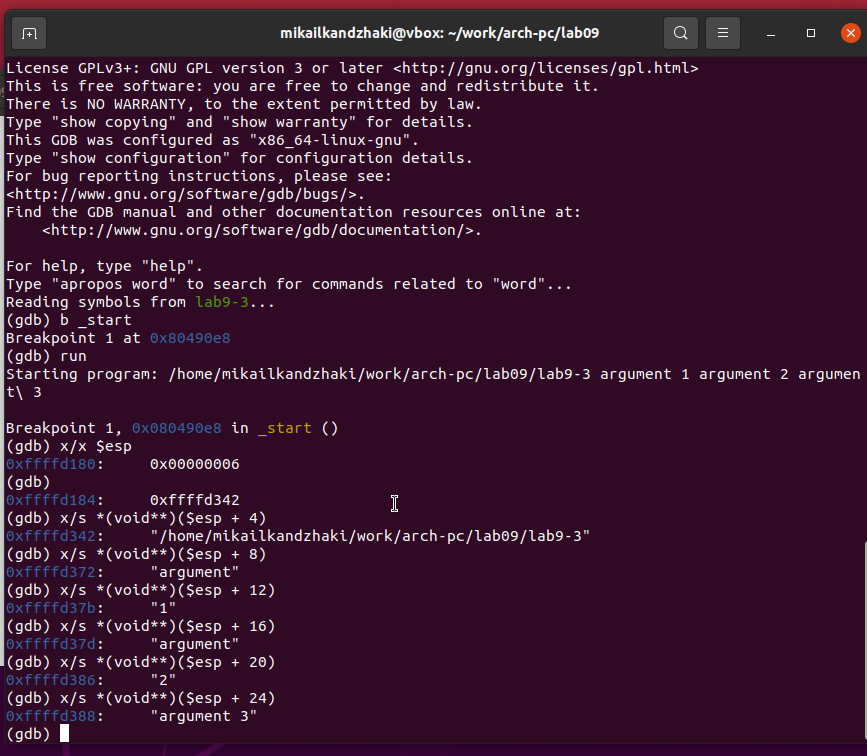 mikailkandzhaki@vbox: ~/work/arch-pc/lab09
License GPLv3+: GNU GPL version 3 or later <http://gnu.org/licenses/gpl.html>
This is free software: you are free to change and redistribute it.
There is NO WARRANTY, to the extent permitted by law.
Type "show copying" and "show warranty" for details.
This GDB was configured as "x86_64-linux-gnu".
Type "show configuration" for configuration details.
For bug reporting instructions, please see:
<http://www.gnu.org/software/gdb/bugs/>.
Find the GDB manual and other documentation resources online at:
    <http://www.gnu.org/software/gdb/documentation/>.

For help, type "help".
Type "apropos word" to search for commands related to "word"...
Reading symbols from lab9-3...
(gdb) b _start
Breakpoint 1 at 0x80490e8
(gdb) run
Starting program: /home/mikailkandzhaki/work/arch-pc/lab09/lab9-3 argument 1 argument 2 argumen
t\ 3

Breakpoint 1, 0x080490e8 in _start ()
(gdb) x/x $esp
0xffffd180:     0x00000006
(gdb)
0xffffd184:     0xffffd342
(gdb) x/s *(void**)($esp + 4)
0xffffd342:     "/home/mikailkandzhaki/work/arch-pc/lab09/lab9-3"
(gdb) x/s *(void**)($esp + 8)
0xffffd372:     "argument"
(gdb) x/s *(void**)($esp + 12)
0xffffd37b:     "1"
(gdb) x/s *(void**)($esp + 16)
0xffffd37d:     "argument"
(gdb) x/s *(void**)($esp + 20)
0xffffd386:     "2"
(gdb) x/s *(void**)($esp + 24)
0xffffd388:     "argument 3"
(gdb)